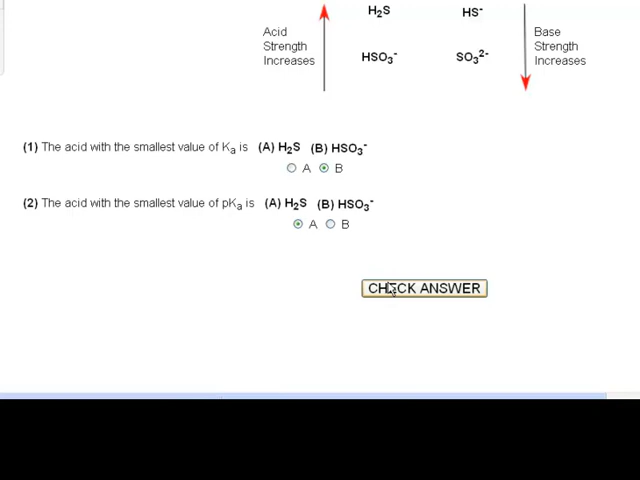 H₂S HS⁻
Acid Strength Increases
Base Strength Increases
HSO₃⁻ SO₃²⁻
(1) The acid with the smallest value of Kₐ is (A) H₂S (B) HSO₃⁻
A B
(2) The acid with the smallest value of pKₐ is (A) H₂S (B) HSO₃⁻
A B
CHECK ANSWER